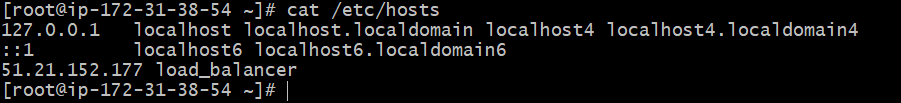 [root@ip-172-31-38-54 ~]# cat /etc/hosts
127.0.0.1   localhost localhost.localdomain localhost4 localhost4.localdomain4
::1         localhost6 localhost6.localdomain6
51.21.152.177 load_balancer
[root@ip-172-31-38-54 ~]#